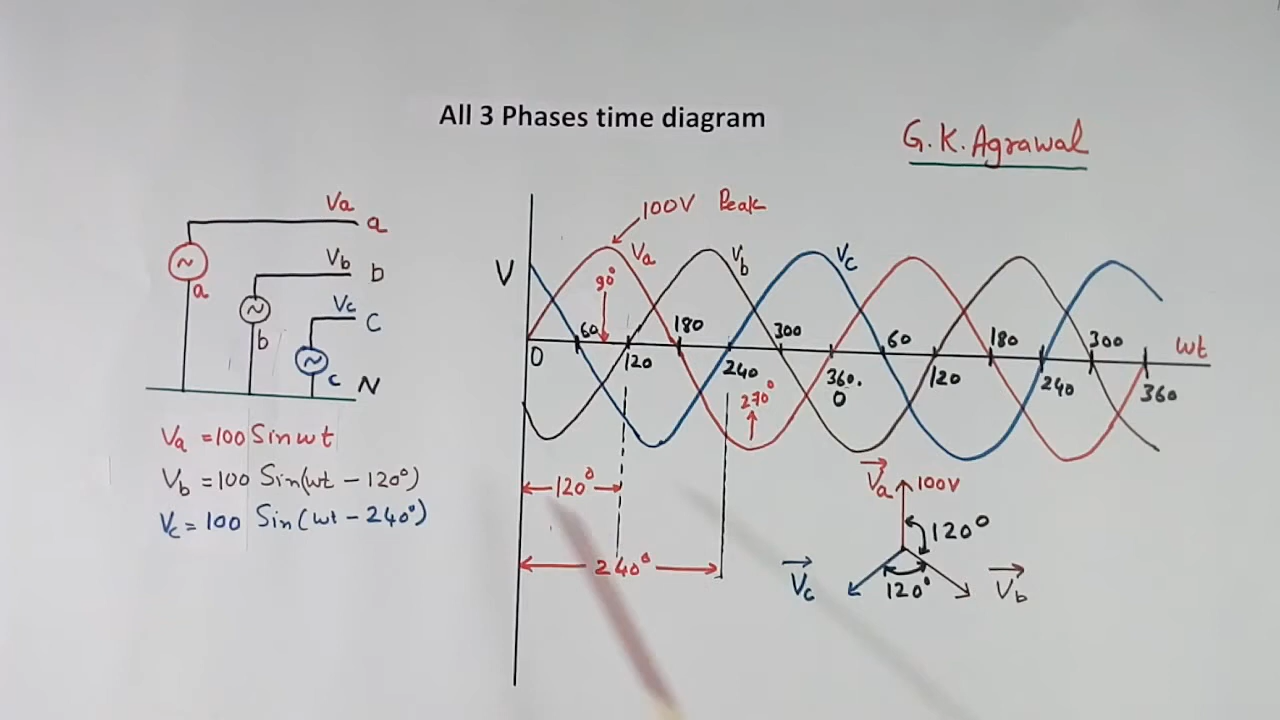 All 3 Phases time diagram
G.K.Agrawal
Va
a
~
a
Vb
b
~
b
Vc
C
~
c
N
Va = 100 Sinwt
Vb = 100 Sin(wt - 120°)
Vc = 100 Sin(wt - 240°)
100V Peak
V
Va
Vb
Vc
90°
0
60
120
180
240
270°
300
360.
0
60
120
180
240
300
360
wt
120°
240°
Va 100V
120°
Vc
120°
Vb